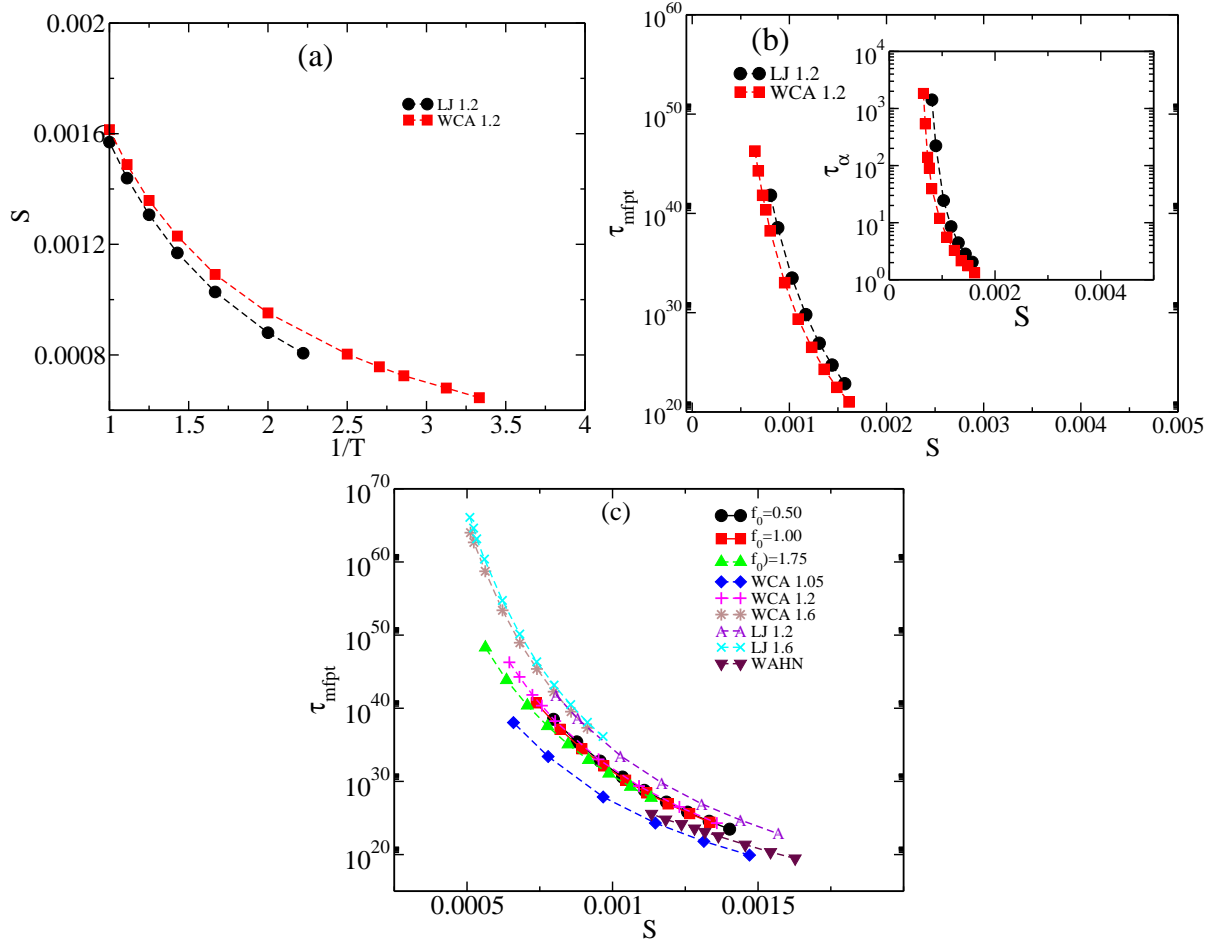 (a)
LJ 1.2
WCA 1.2
S
0.002
0.0016
0.0012
0.0008
1 1.5 2 2.5 3 3.5 4
1/T
(b)
LJ 1.2
WCA 1.2
τmfpt
10^60
10^50
10^40
10^30
10^20
0 0.001 0.002 0.003 0.004 0.005
S
τα
10^4
10^3
10^2
10^1
10^0
0 0.002 0.004
S
(c)
f_0=0.50
f_0=1.00
f_0)=1.75
WCA 1.05
WCA 1.2
WCA 1.6
LJ 1.2
LJ 1.6
WAHN
τmfpt
10^70
10^60
10^50
10^40
10^30
10^20
0.0005 0.001 0.0015
S